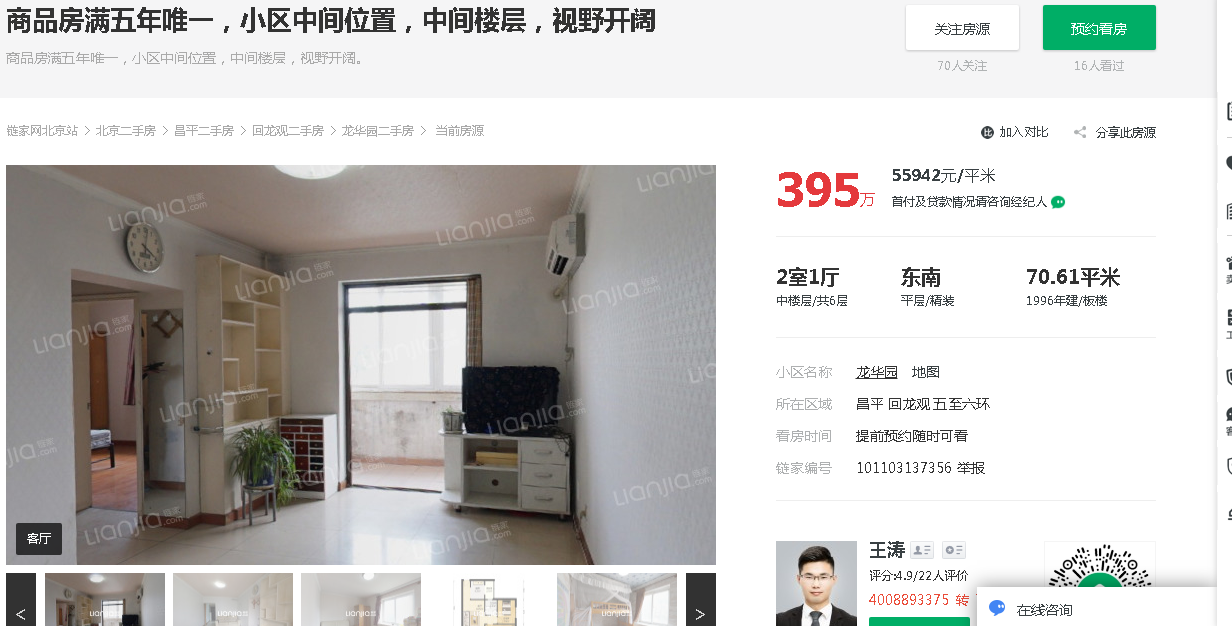 商品房满五年唯一，小区中间位置，中间楼层，视野开阔
商品房满五年唯一，小区中间位置，中间楼层，视野开阔。
关注房源
70人关注
预约看房
16人看过
链家网北京站 > 北京二手房 > 昌平二手房 > 回龙观二手房 > 龙华园二手房 > 当前房源
加入对比
分享此房源
Lianjia.com 链家
客厅
<
>
395万
55942元/平米
首付及贷款情况请咨询经纪人
2室1厅
中楼层/共6层
东南
平层/精装
70.61平米
1996年建/板楼
小区名称 龙华园 地图
所在区域 昌平 回龙观 五至六环
看房时间 提前预约随时可看
链家编号 101103137356 举报
王涛
评分:4.9/22人评价
4008893375 转
在线咨询